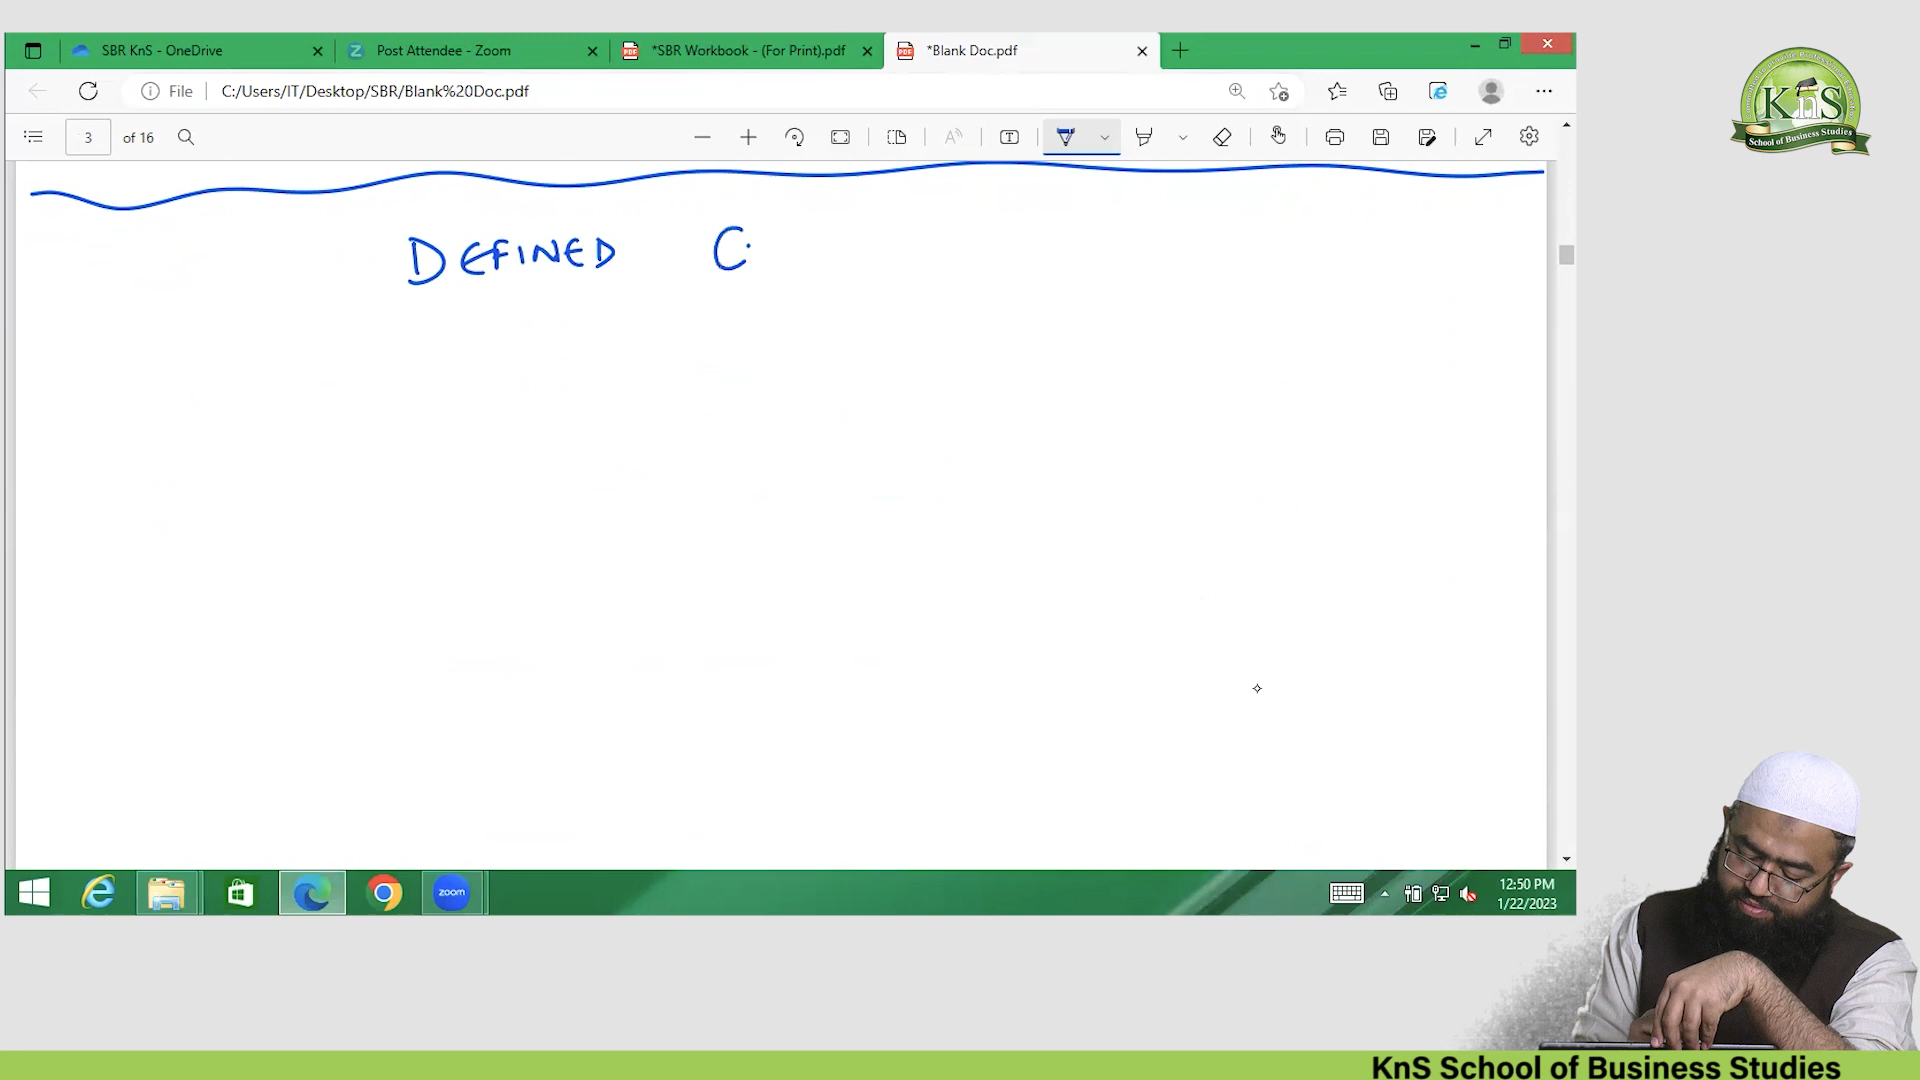 SBR KnS - OneDrive
Post Attendee - Zoom
*SBR Workbook - (For Print).pdf
*Blank Doc.pdf
File
C:/Users/IT/Desktop/SBR/Blank%20Doc.pdf
3 of 16
DEFINED C
KnS
School of Business Studies
zoom
12:50 PM
1/22/2023
KnS School of Business Studies